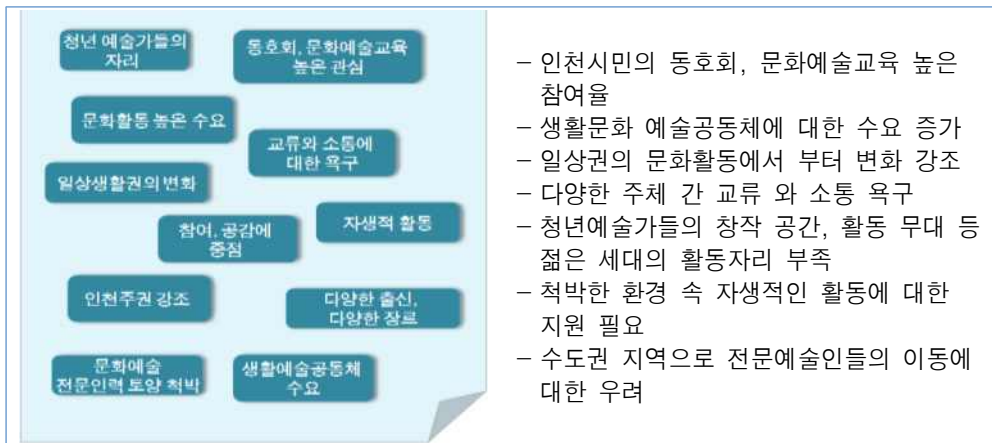 청년 예술가들의
자리
동호회, 문화예술교육
높은 관심
문화활동 높은 수요
교류와 소통에
대한 욕구
일상생활권의 변화
참여, 공감에
중점
자생적 활동
인천주권 강조
다양한 출신,
다양한 장르
문화예술
전문인력 토양 척박
생활예술공동체
수요
– 인천시민의 동호회, 문화예술교육 높은
참여율
– 생활문화 예술공동체에 대한 수요 증가
– 일상권의 문화활동에서 부터 변화 강조
– 다양한 주체 간 교류 와 소통 욕구
– 청년예술가들의 창작 공간, 활동 무대 등
젊은 세대의 활동자리 부족
– 척박한 환경 속 자생적인 활동에 대한
지원 필요
– 수도권 지역으로 전문예술인들의 이동에
대한 우려